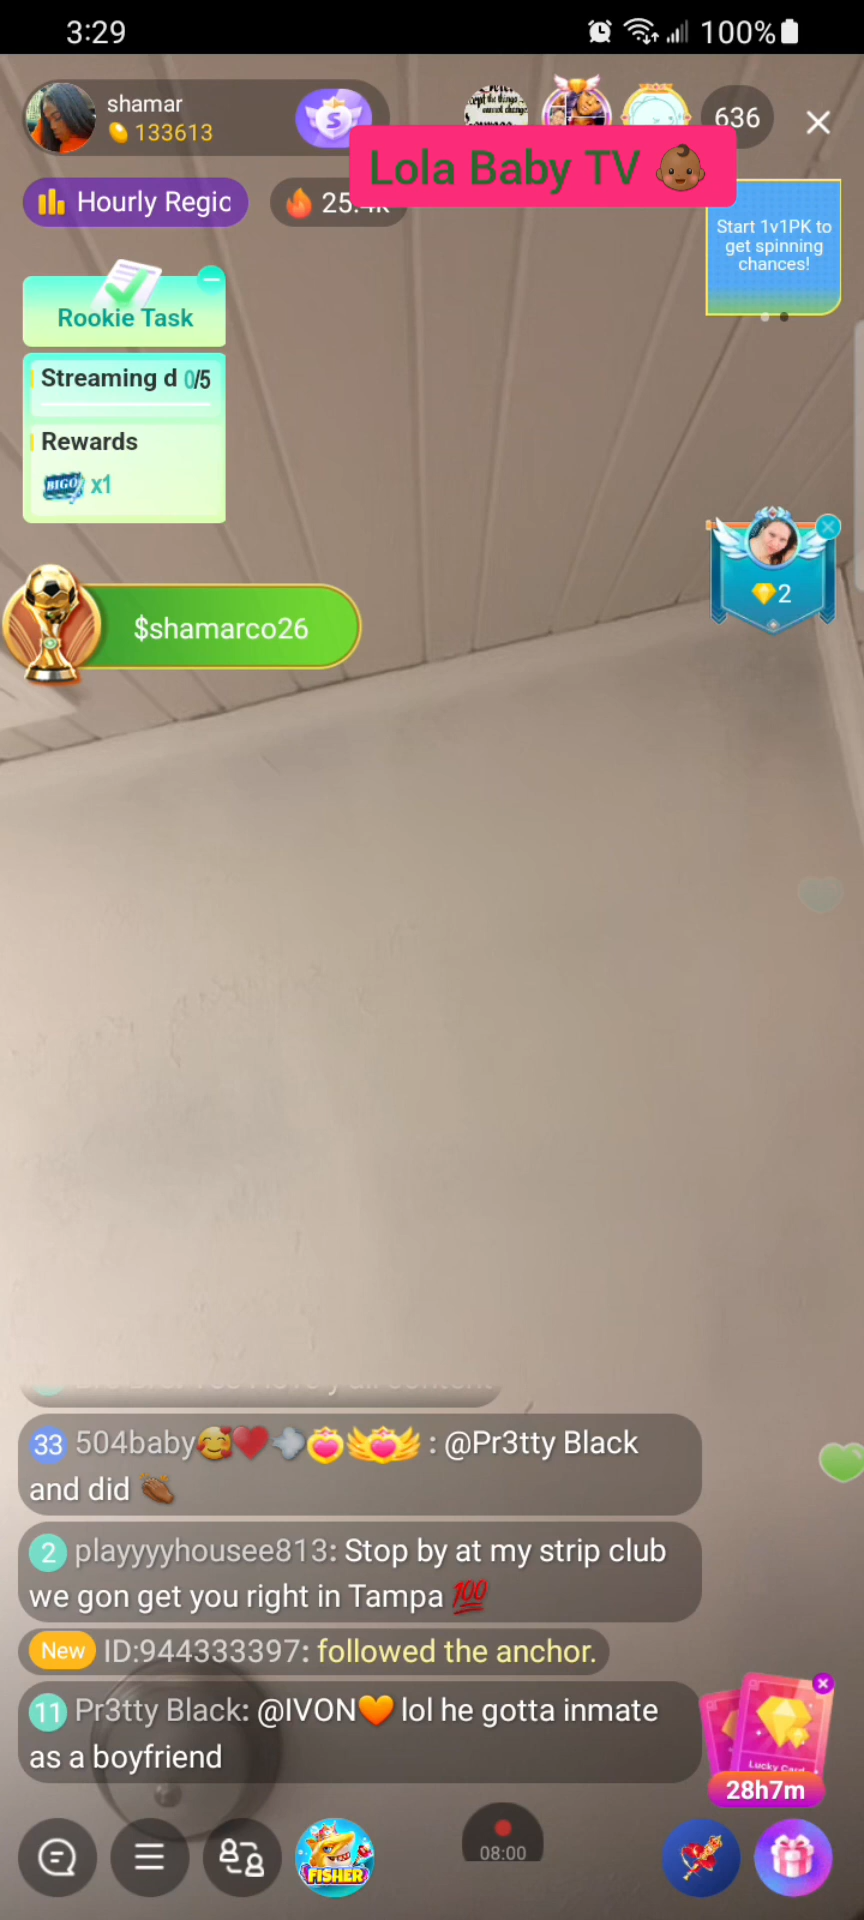 3:29
100%
shamar
133613
S
636
Lola Baby TV
Hourly Regic
Start 1v1PK to
get spinning
chances!
Rookie Task
Streaming d 0/5
Rewards
BIGO x1
2
$shamarco26
33 504baby🥰❤️💨 : @Pr3tty Black
and did 👏🏾
2 playyyyhousee813: Stop by at my strip club
we gon get you right in Tampa 💯
New ID:944333397: followed the anchor.
11 Pr3tty Black: @IVON🧡 lol he gotta inmate
as a boyfriend
Lucky Card
28h7m
FISHER
08:00